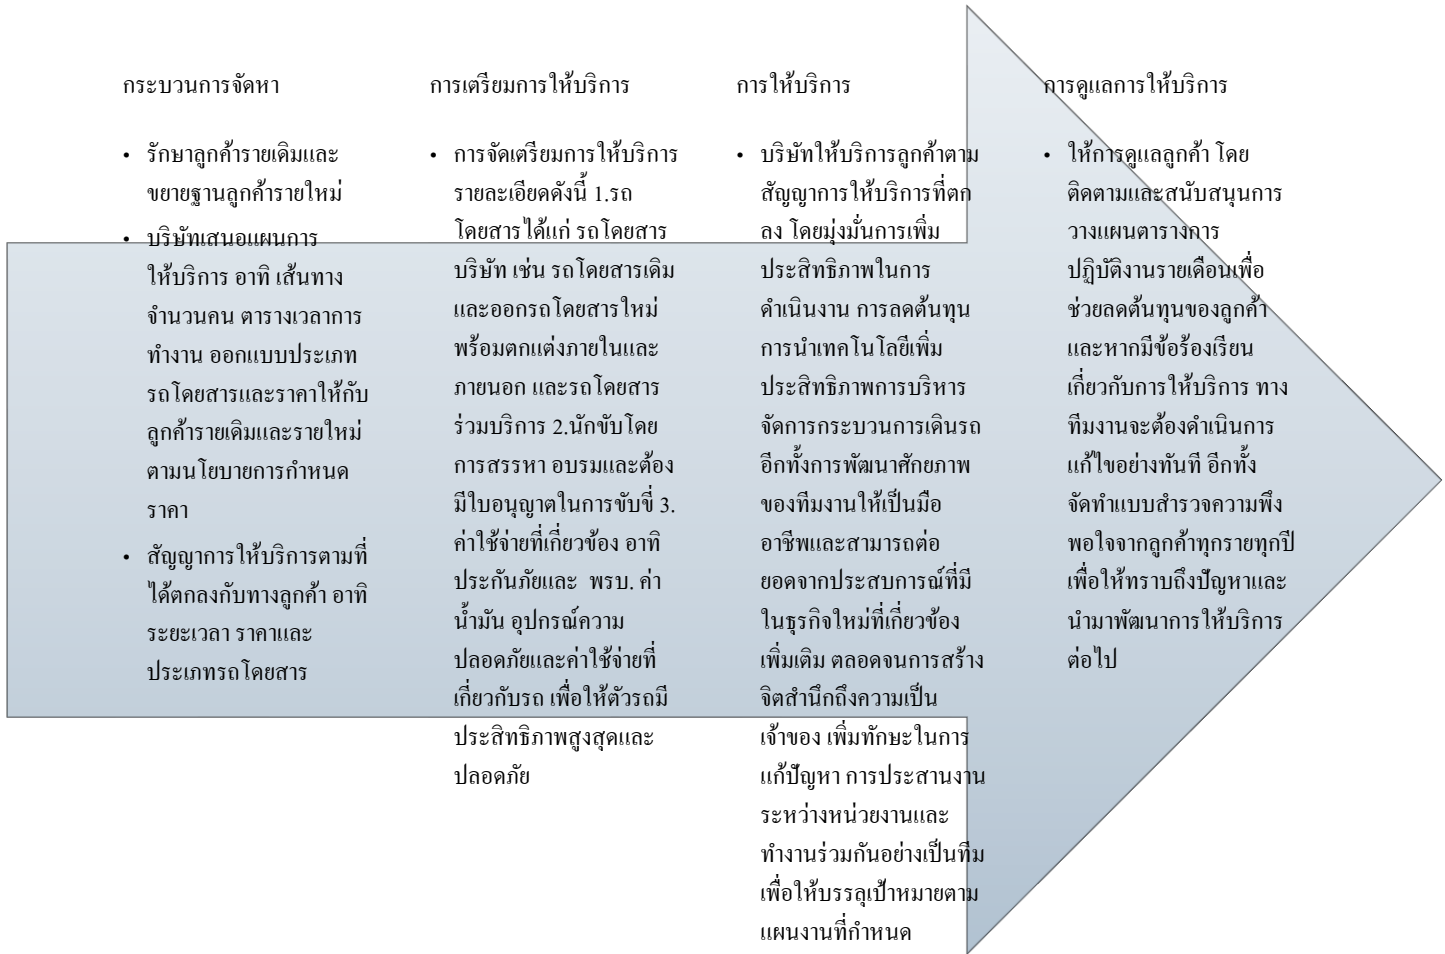 กระบวนการจัดหา
• รักษาลูกค้ารายเดิมและ
ขยายฐานลูกค้ารายใหม่
• บริษัทเสนอแผนการ
ให้บริการ อาทิ เส้นทาง
จำนวนคน ตารางเวลาการ
ทำงาน ออกแบบประเภท
รถโดยสารและราคาให้กับ
ลูกค้ารายเดิมและรายใหม่
ตามนโยบายการกำหนด
ราคา
• สัญญาการให้บริการตามที่
ได้ตกลงกับทางลูกค้า อาทิ
ระยะเวลา ราคาและ
ประเภทรถโดยสาร
การเตรียมการให้บริการ
• การจัดเตรียมการให้บริการ
รายละเอียดดังนี้ 1.รถ
โดยสารได้แก่ รถโดยสาร
บริษัท เช่น รถโดยสารเดิม
และออกรถโดยสารใหม่
พร้อมตกแต่งภายในและ
ภายนอก และรถโดยสาร
ร่วมบริการ 2.นักขับโดย
การสรรหา อบรมและต้อง
มีใบอนุญาตในการขับขี่ 3.
ค่าใช้จ่ายที่เกี่ยวข้อง อาทิ
ประกันภัยและ พรบ. ค่า
น้ำมัน อุปกรณ์ความ
ปลอดภัยและค่าใช้จ่ายที่
เกี่ยวกับรถ เพื่อให้ตัวรถมี
ประสิทธิภาพสูงสุดและ
ปลอดภัย
การให้บริการ
• บริษัทให้บริการลูกค้าตาม
สัญญาการให้บริการที่ตก
ลง โดยมุ่งมั่นการเพิ่ม
ประสิทธิภาพในการ
ดำเนินงาน การลดต้นทุน
การนำเทคโนโลยีเพิ่ม
ประสิทธิภาพการบริหาร
จัดการกระบวนการเดินรถ
อีกทั้งการพัฒนาศักยภาพ
ของทีมงานให้เป็นมือ
อาชีพและสามารถต่อ
ยอดจากประสบการณ์ที่มี
ในธุรกิจใหม่ที่เกี่ยวข้อง
เพิ่มเติม ตลอดจนการสร้าง
จิตสำนึกถึงความเป็น
เจ้าของ เพิ่มทักษะในการ
แก้ปัญหา การประสานงาน
ระหว่างหน่วยงานและ
ทำงานร่วมกันอย่างเป็นทีม
เพื่อให้บรรลุเป้าหมายตาม
แผนงานที่กำหนด
การดูแลการให้บริการ
• ให้การดูแลลูกค้า โดย
ติดตามและสนับสนุนการ
วางแผนตารางการ
ปฏิบัติงานรายเดือนเพื่อ
ช่วยลดต้นทุนของลูกค้า
และหากมีข้อร้องเรียน
เกี่ยวกับการให้บริการ ทาง
ทีมงานจะต้องดำเนินการ
แก้ไขอย่างทันที อีกทั้ง
จัดทำแบบสำรวจความพึง
พอใจจากลูกค้าทุกรายทุกปี
เพื่อให้ทราบถึงปัญหาและ
นำมาพัฒนาการให้บริการ
ต่อไป